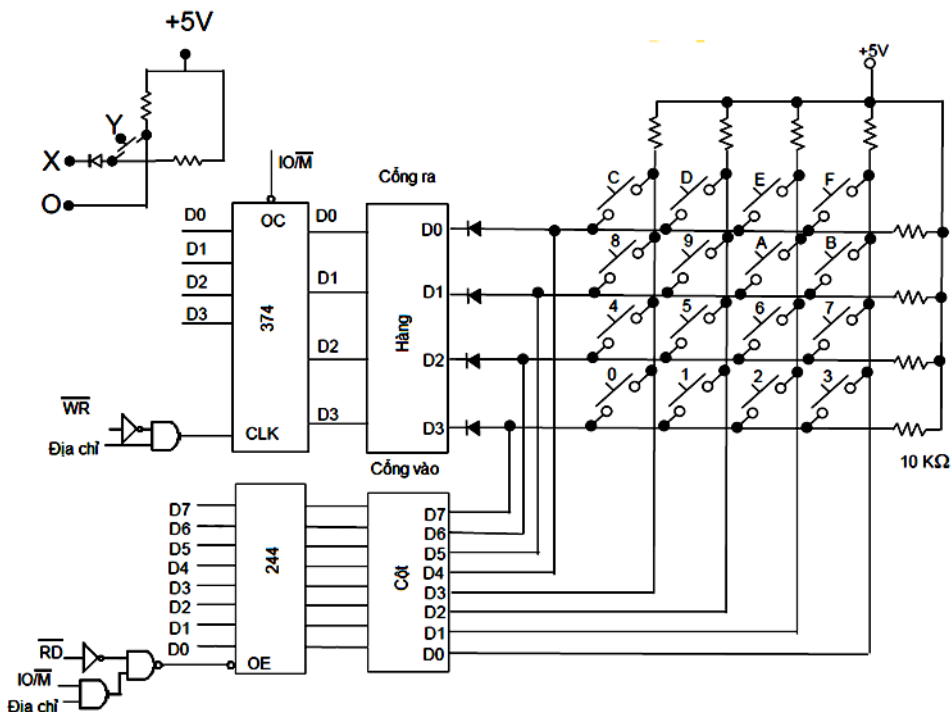 +5V
Y
X
O
IO/M̅
Cổng ra
+5V
C D E F
OC
D0
D1
D2
D3
D0
D1
D2
D3
374
CLK
W̅R̅
Địa chỉ
Hàng
D0
D1
D2
D3
8 9 A B
4 5 6 7
0 1 2 3
10 KΩ
Cổng vào
D7
D6
D5
D4
D3
D2
D1
D0
244
OE
Cột
D7
D6
D5
D4
D3
D2
D1
D0
R̅D̅
IO/M̅
Địa chỉ